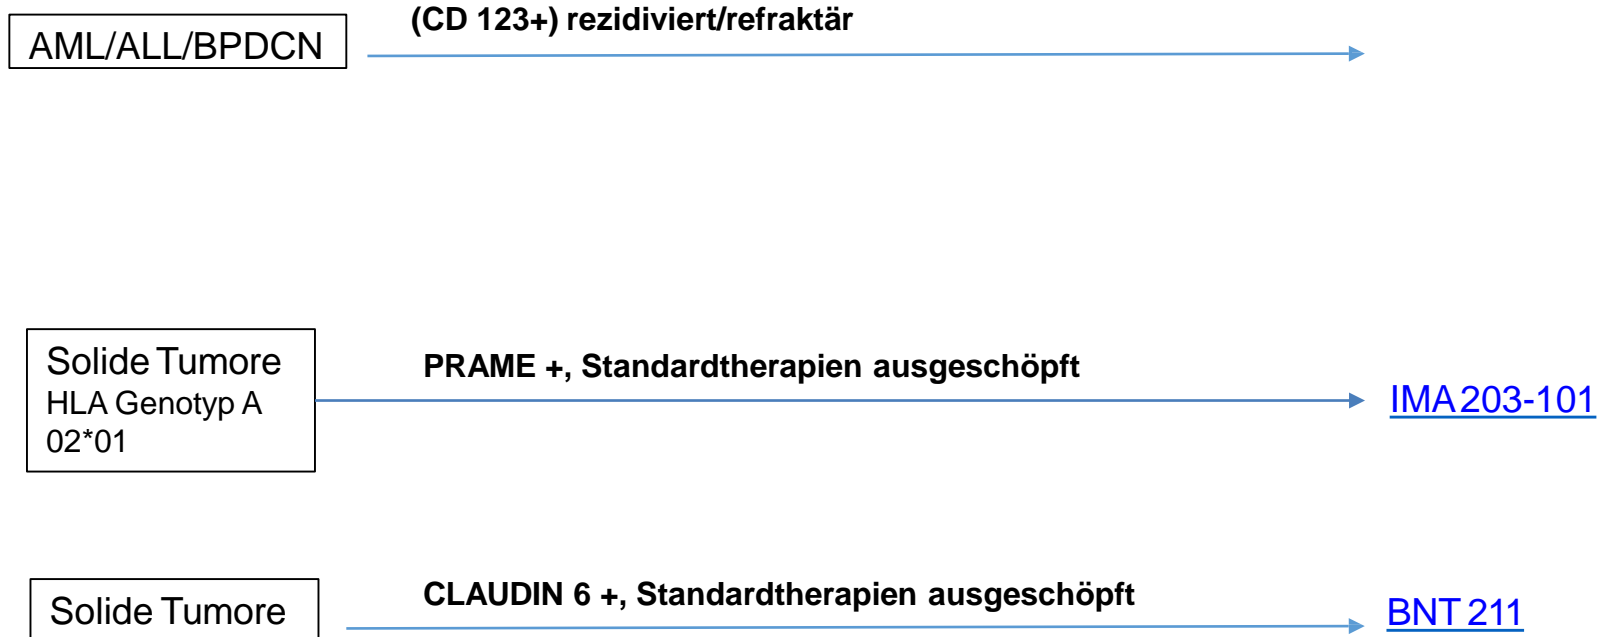 (CD 123+) rezidiviert/refraktär
AML/ALL/BPDCN
Solide Tumore
HLA Genotyp A
02*01
PRAME +, Standardtherapien ausgeschöpft
IMA 203-101
CLAUDIN 6 +, Standardtherapien ausgeschöpft
Solide Tumore
BNT 211